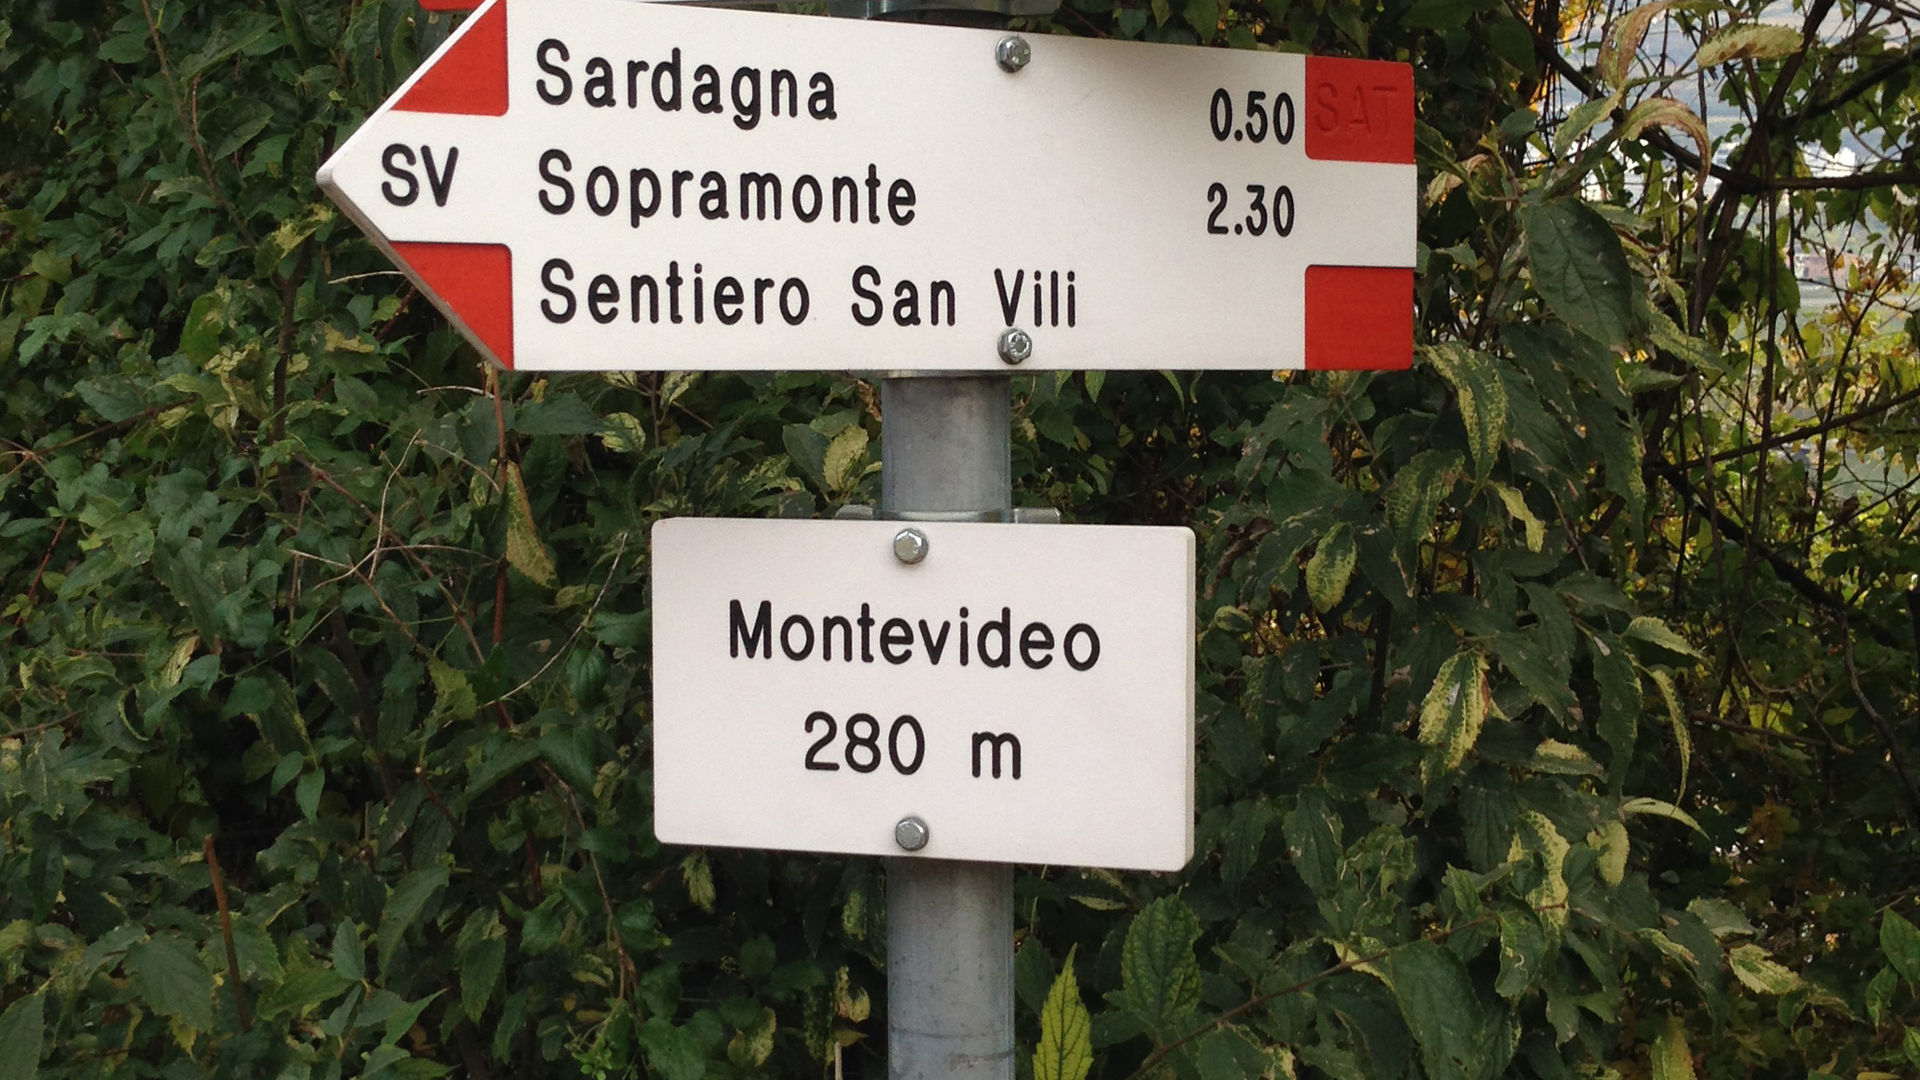 Sardagna 0.50 SAT
SV Sopramonte 2.30
Sentiero San Vili
Montevideo
280 m